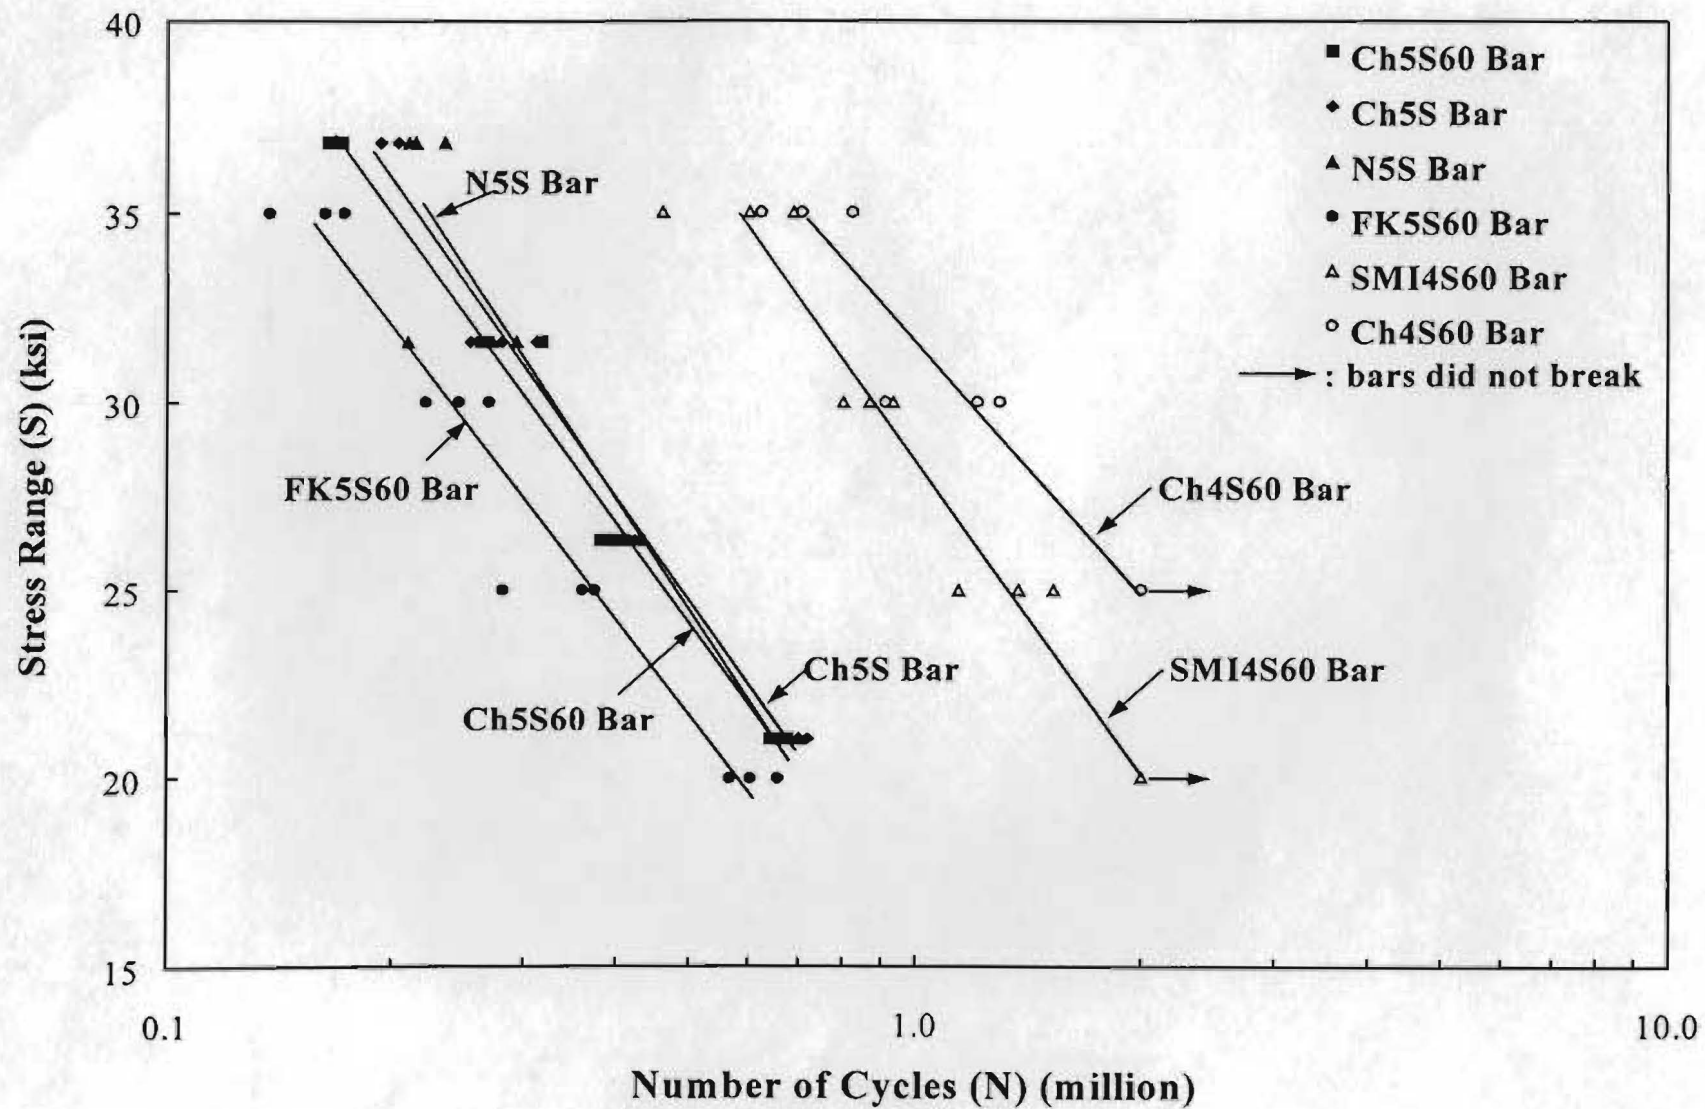 40
35
30
25
20
15
Stress Range (S) (ksi)
Ch5S60 Bar
Ch5S Bar
N5S Bar
FK5S60 Bar
SMI4S60 Bar
Ch4S60 Bar
: bars did not break
N5S Bar
FK5S60 Bar
Ch4S60 Bar
Ch5S Bar
SMI4S60 Bar
Ch5S60 Bar
0.1
1.0
10.0
Number of Cycles (N) (million)